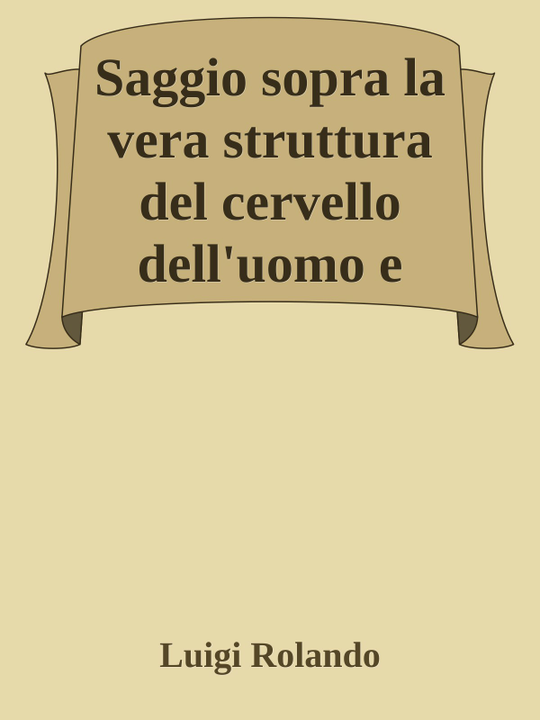 Saggio sopra la
vera struttura
del cervello
dell'uomo e
Luigi Rolando